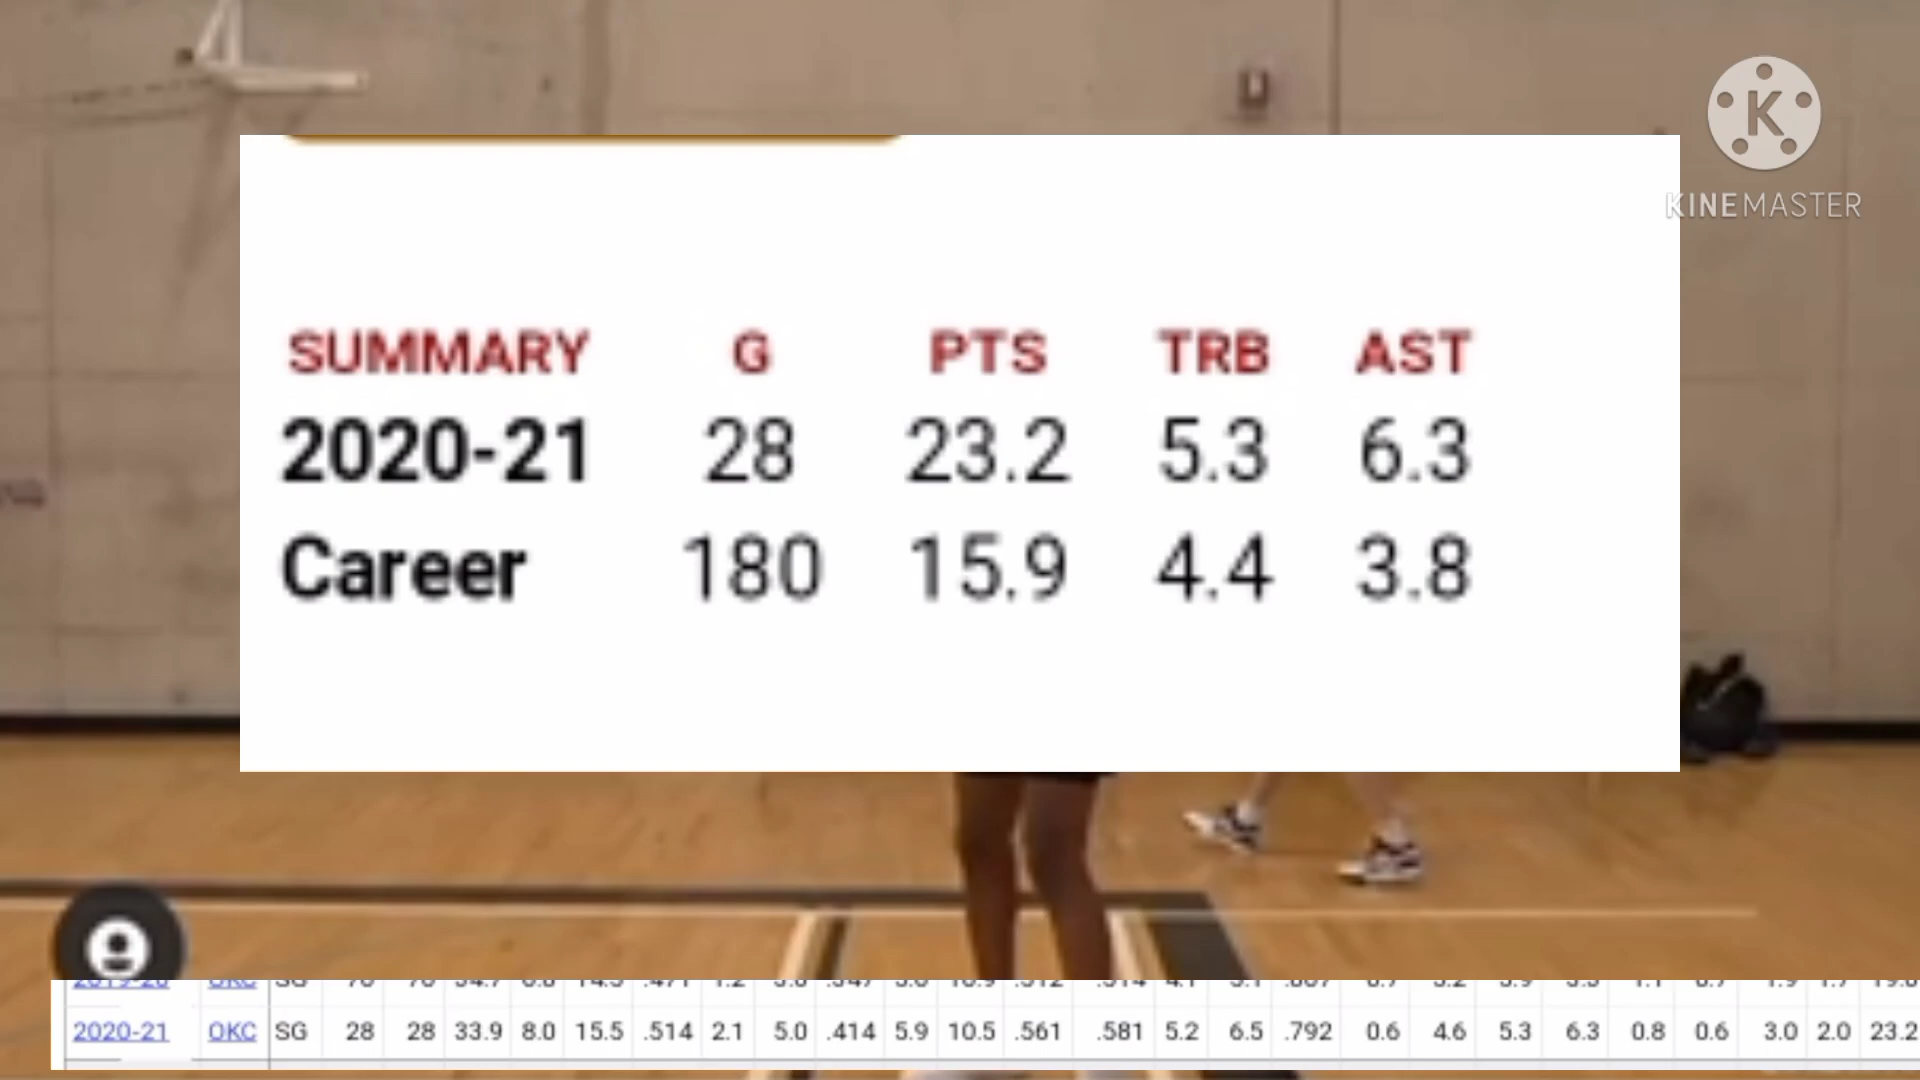 K
KINEMASTER
SUMMARY G PTS TRB AST
2020-21 28 23.2 5.3 6.3
Career 180 15.9 4.4 3.8
2020-21 OKC SG 28 28 33.9 8.0 15.5 .514 2.1 5.0 .414 5.9 10.5 .561 .581 5.2 6.5 .792 0.6 4.6 5.3 6.3 0.8 0.6 3.0 2.0 23.2